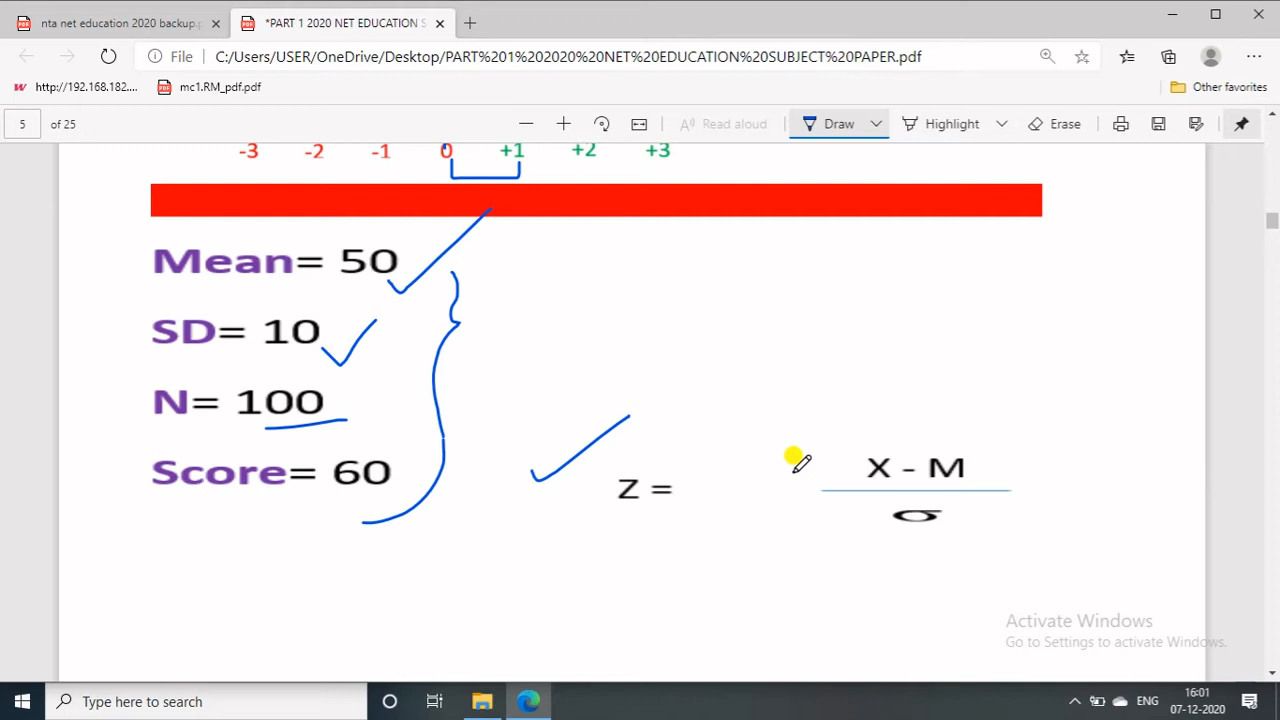 nta net education 2020 backup.p
*PART 1 2020 NET EDUCATION S
File C:/Users/USER/OneDrive/Desktop/PART%201%202020%20NET%20EDUCATION%20SUBJECT%20PAPER.pdf
http://192.168.182.... mc1.RM_pdf.pdf Other favorites
5 of 25 Read aloud Draw Highlight Erase
-3 -2 -1 0 +1 +2 +3
Mean= 50
SD= 10
N= 100
Score= 60
Z =
X - M
σ
Activate Windows
Go to Settings to activate Windows.
Type here to search
ENG
16:01
07-12-2020